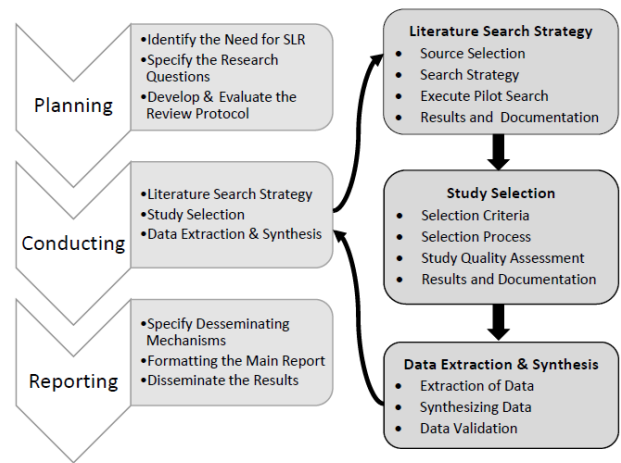 Planning
•Identify the Need for SLR
•Specify the Research
Questions
•Develop & Evaluate the
Review Protocol
Conducting
•Literature Search Strategy
•Study Selection
•Data Extraction & Synthesis
Reporting
•Specify Desseminating
Mechanisms
•Formatting the Main Report
•Disseminate the Results
Literature Search Strategy
• Source Selection
• Search Strategy
• Execute Pilot Search
• Results and Documentation
Study Selection
• Selection Criteria
• Selection Process
• Study Quality Assessment
• Results and Documentation
Data Extraction & Synthesis
• Extraction of Data
• Synthesizing Data
• Data Validation